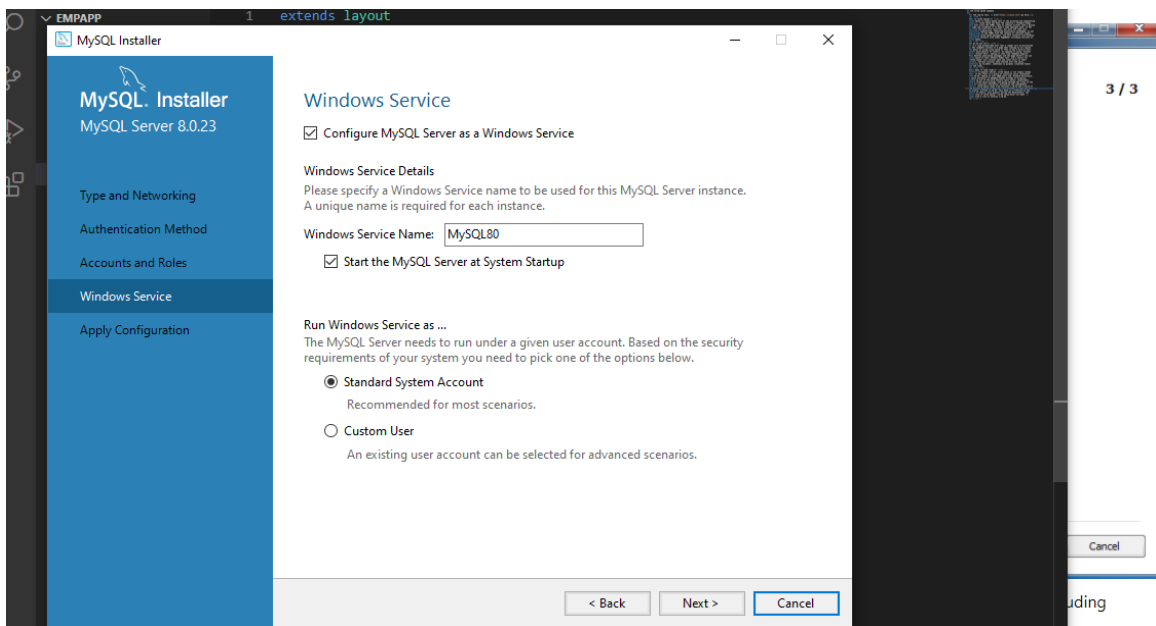 EMPAPP
1 extends layout
MySQL Installer
MySQL. Installer
MySQL Server 8.0.23
Type and Networking
Authentication Method
Accounts and Roles
Windows Service
Apply Configuration
Windows Service
Configure MySQL Server as a Windows Service
Windows Service Details
Please specify a Windows Service name to be used for this MySQL Server instance.
A unique name is required for each instance.
Windows Service Name: MySQL80
Start the MySQL Server at System Startup
Run Windows Service as ...
The MySQL Server needs to run under a given user account. Based on the security
requirements of your system you need to pick one of the options below.
Standard System Account
Recommended for most scenarios.
Custom User
An existing user account can be selected for advanced scenarios.
< Back Next > Cancel
3 / 3
Cancel
uding